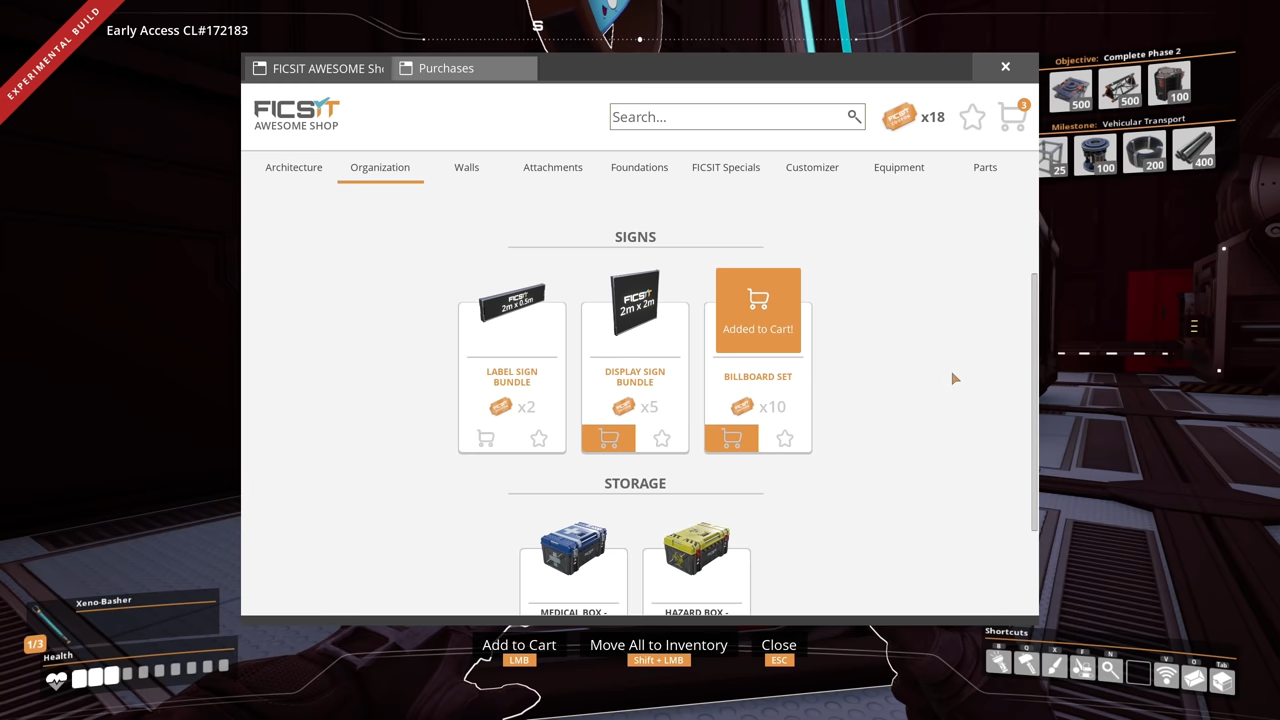 EXPERIMENTAL BUILD
Early Access CL#172183
S
FICSIT AWESOME Sh
Purchases
FICSIT
AWESOME SHOP
Search...
x18
3
Architecture
Organization
Walls
Attachments
Foundations
FICSIT Specials
Customizer
Equipment
Parts
SIGNS
FICSIT
2m x 0.5m
FICSIT
2m x 2m
Added to Cart!
LABEL SIGN
BUNDLE
x2
DISPLAY SIGN
BUNDLE
x5
BILLBOARD SET
x10
STORAGE
MEDICAL BOX -
HAZARD BOX -
Objective: Complete Phase 2
500
500
100
Milestone: Vehicular Transport
25
100
200
400
Xeno-Basher
1/3
Health
Add to Cart
LMB
Move All to Inventory
Shift + LMB
Close
ESC
Shortcuts
B
Q
X
F
N
V
O
Tab